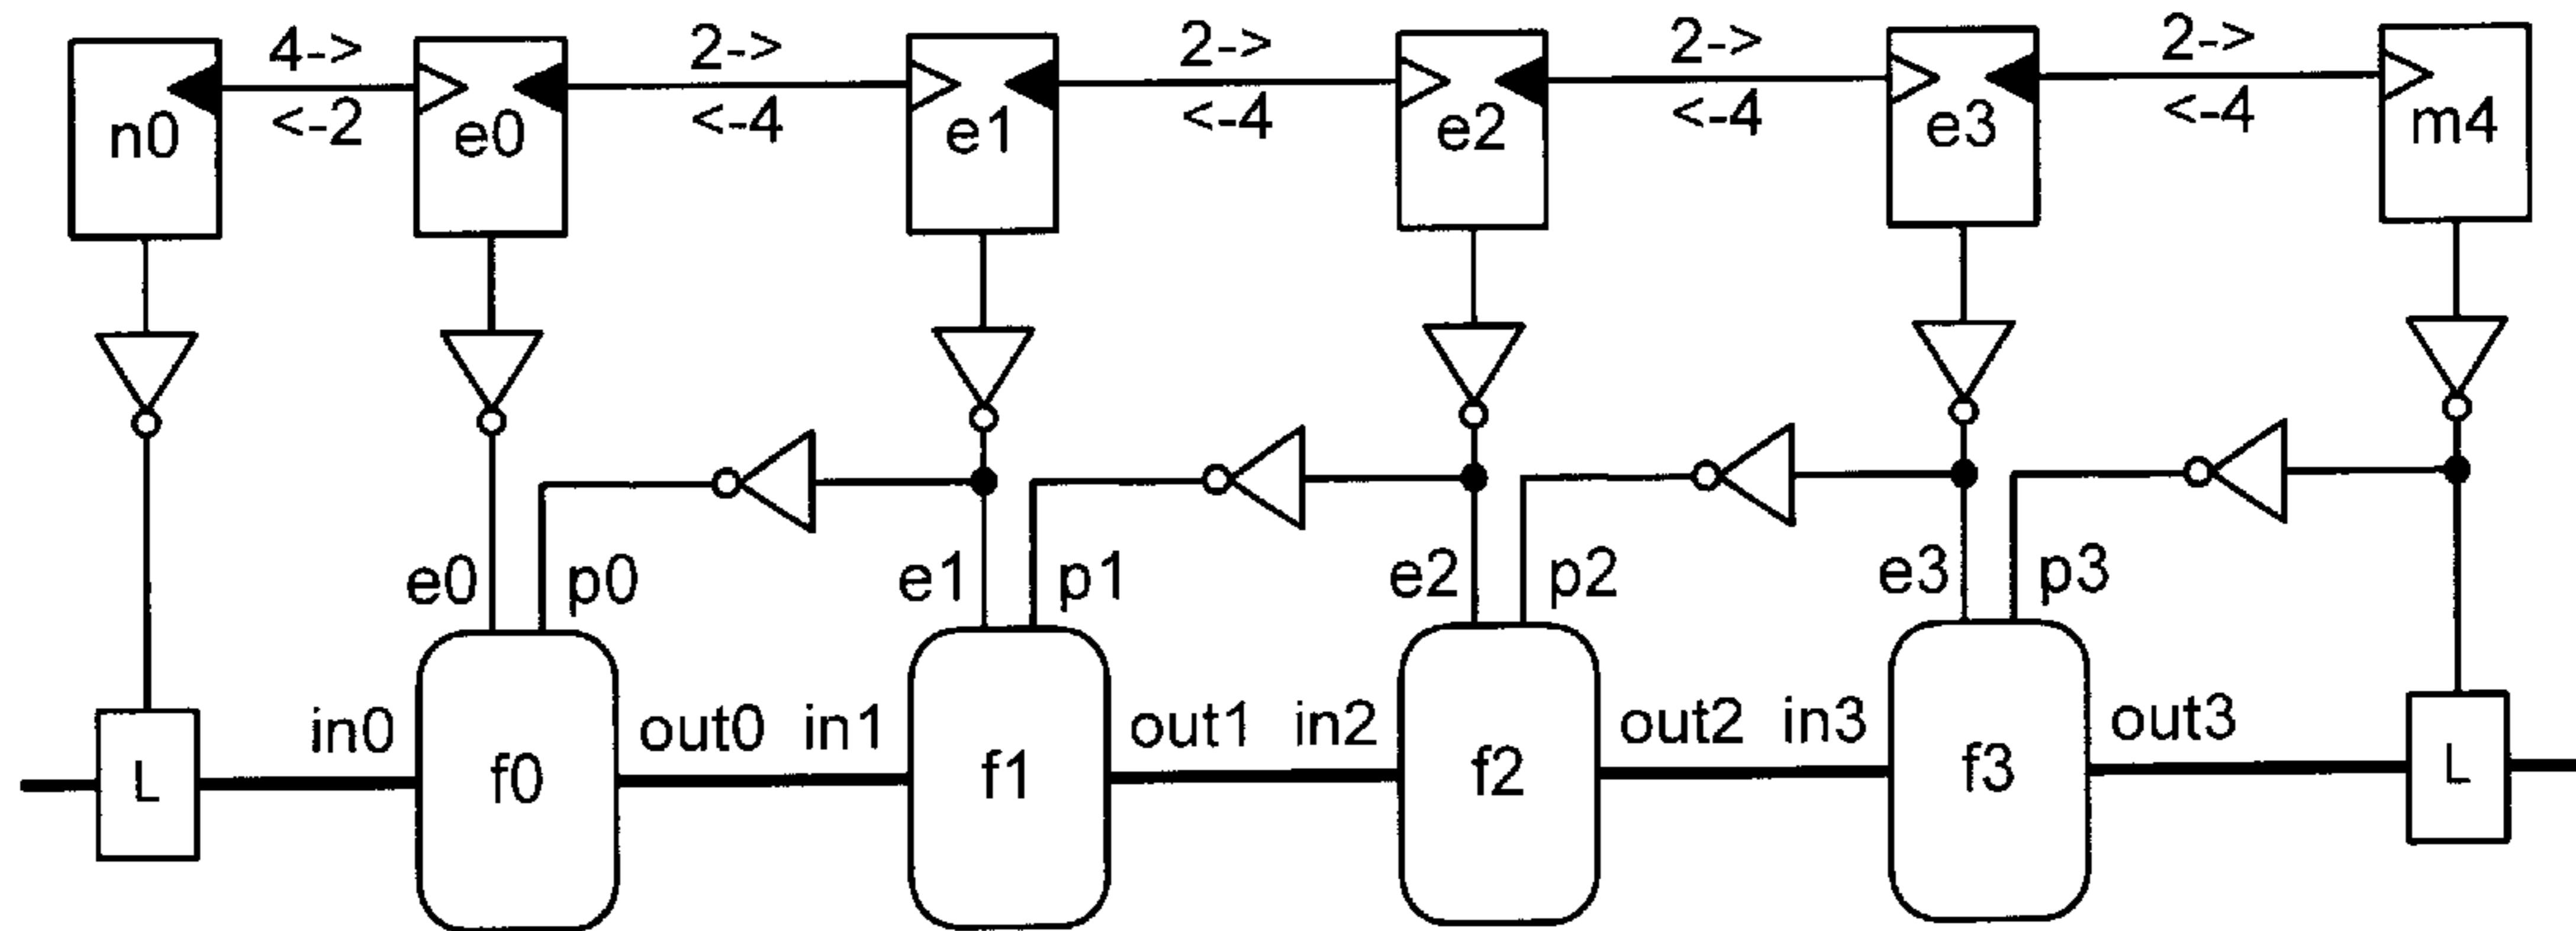 4-> 2-> 2-> 2-> 2->
n0 <-2 e0 <-4 e1 <-4 e2 <-4 e3 <-4 m4
e0 p0 e1 p1 e2 p2 e3 p3
in0 out0 in1 out1 in2 out2 in3 out3
L f0 f1 f2 f3 L